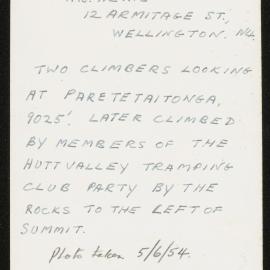 12 ARMITAGE ST.,
WELLINGTON. N.Z.
TWO CLIMBERS LOOKING
AT PARETETAITONGA,
9025'. LATER CLIMBED
BY MEMBERS OF THE
HUTT VALLEY TRAMPING
CLUB PARTY BY THE
ROCKS TO THE LEFT OF
SUMMIT.
Photo taken 5/6/54.